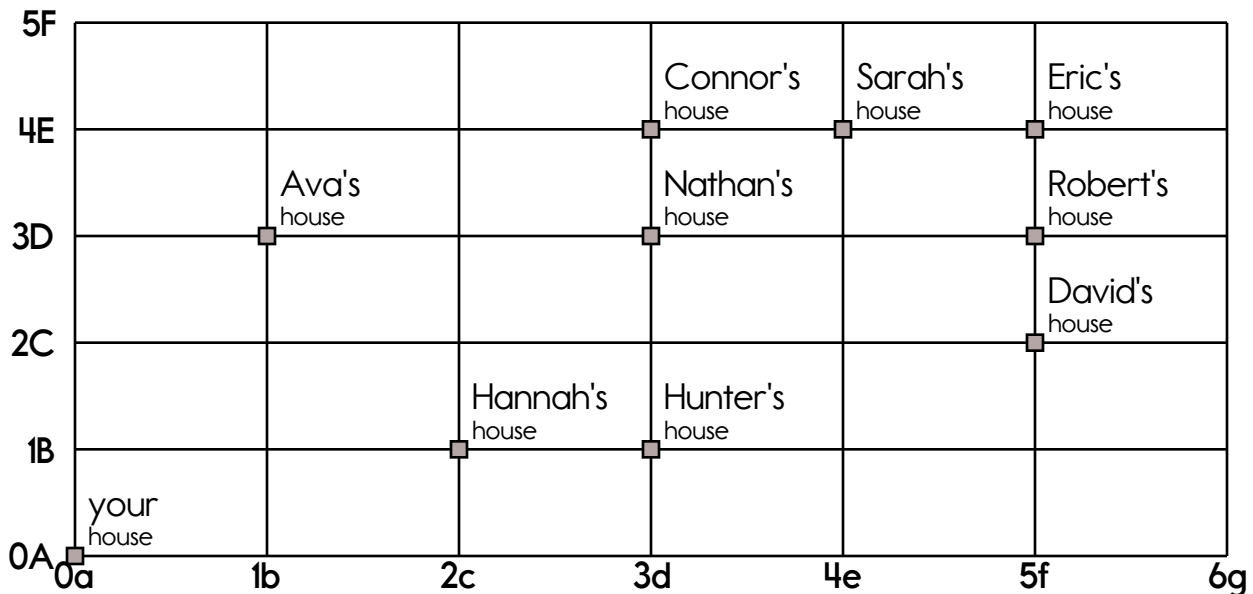 5F
Connor's
house
Sarah's
house
Eric's
house
4E
Ava's
house
Nathan's
house
Robert's
house
3D
David's
house
2C
Hannah's
house
Hunter's
house
1B
your
house
0A
0a 1b 2c 3d 4e 5f 6g